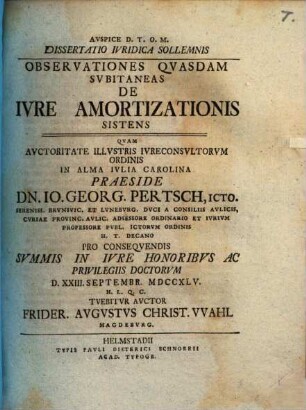 AVSPICE D. T. O. M.
DISSERTATIO IVRIDICA SOLLEMNIS
OBSERVATIONES QVASDAM
SVBITANEAS
DE
IVRE AMORTIZATIONIS
SISTENS
QVAM
AVCTORITATE ILLVSTRIS IVRECONSVLTORVM
ORDINIS
IN ALMA IVLIA CAROLINA
PRAESIDE
DN. IO. GEORG. PERTSCH, ICTO.
SERENISS. BRVNSVIC. ET LVNEBVRG. DVCI A CONSILIIS AVLICIS,
CVRIAE PROVINC. AVLIC. ADSESSORE ORDINARIO ET IVRIVM
PROFESSORE PVBL. ICTORVM ORDINIS
H. T. DECANO
PRO CONSEQVENDIS
SVMMIS IN IVRE HONORIBVS AC
PRIVILEGIIS DOCTORVM
D. XXIII. SEPTEMBR. MDCCXLV.
H. L. Q. C.
TVEBITVR AVCTOR
FRIDER. AVGVSTVS CHRIST. VVAHL
MAGDEBVRG.
HELMSTADII
TYPIS PAVLI DIETERICI SCHNORRII
ACAD. TYPOGR.